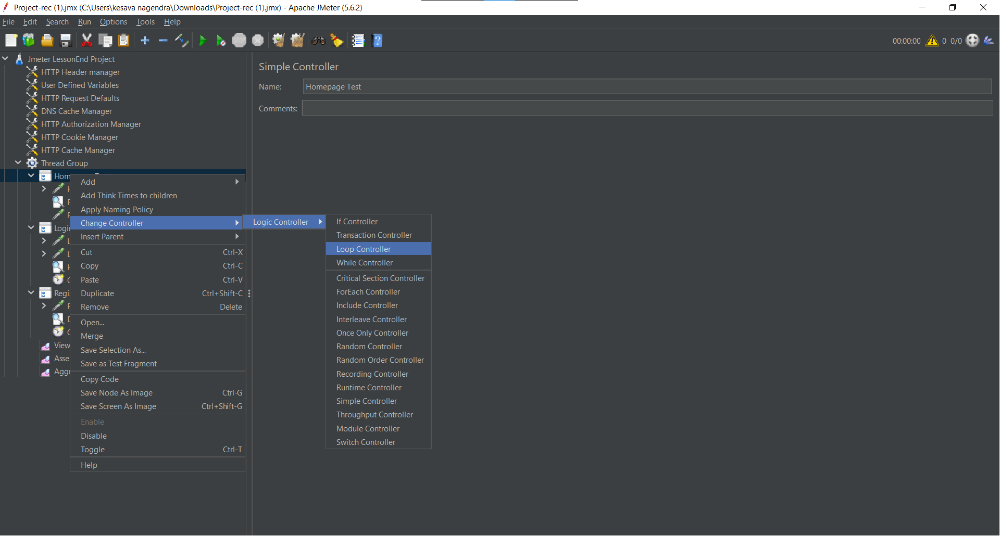 Project-rec (1).jmx (C:\Users\kesava nagendra\Downloads\Project-rec (1).jmx) - Apache JMeter (5.6.2)
File Edit Search Run Options Tools Help
STOP
00:00:00 0 0/0
Jmeter LessonEnd Project
HTTP Header manager
User Defined Variables
HTTP Request Defaults
DNS Cache Manager
HTTP Authorization Manager
HTTP Cookie Manager
HTTP Cache Manager
Thread Group
Hom
Logi
Regi
View
Asse
Agg
Simple Controller
Name: Homepage Test
Comments:
Add
Add Think Times to children
Apply Naming Policy
Change Controller
Insert Parent
Cut Ctrl-X
Copy Ctrl-C
Paste Ctrl-V
Duplicate Ctrl+Shift-C
Remove Delete
Open...
Merge
Save Selection As...
Save as Test Fragment
Copy Code
Save Node As Image Ctrl-G
Save Screen As Image Ctrl+Shift-G
Enable
Disable
Toggle Ctrl-T
Help
Logic Controller
If Controller
Transaction Controller
Loop Controller
While Controller
Critical Section Controller
ForEach Controller
Include Controller
Interleave Controller
Once Only Controller
Random Controller
Random Order Controller
Recording Controller
Runtime Controller
Simple Controller
Throughput Controller
Module Controller
Switch Controller